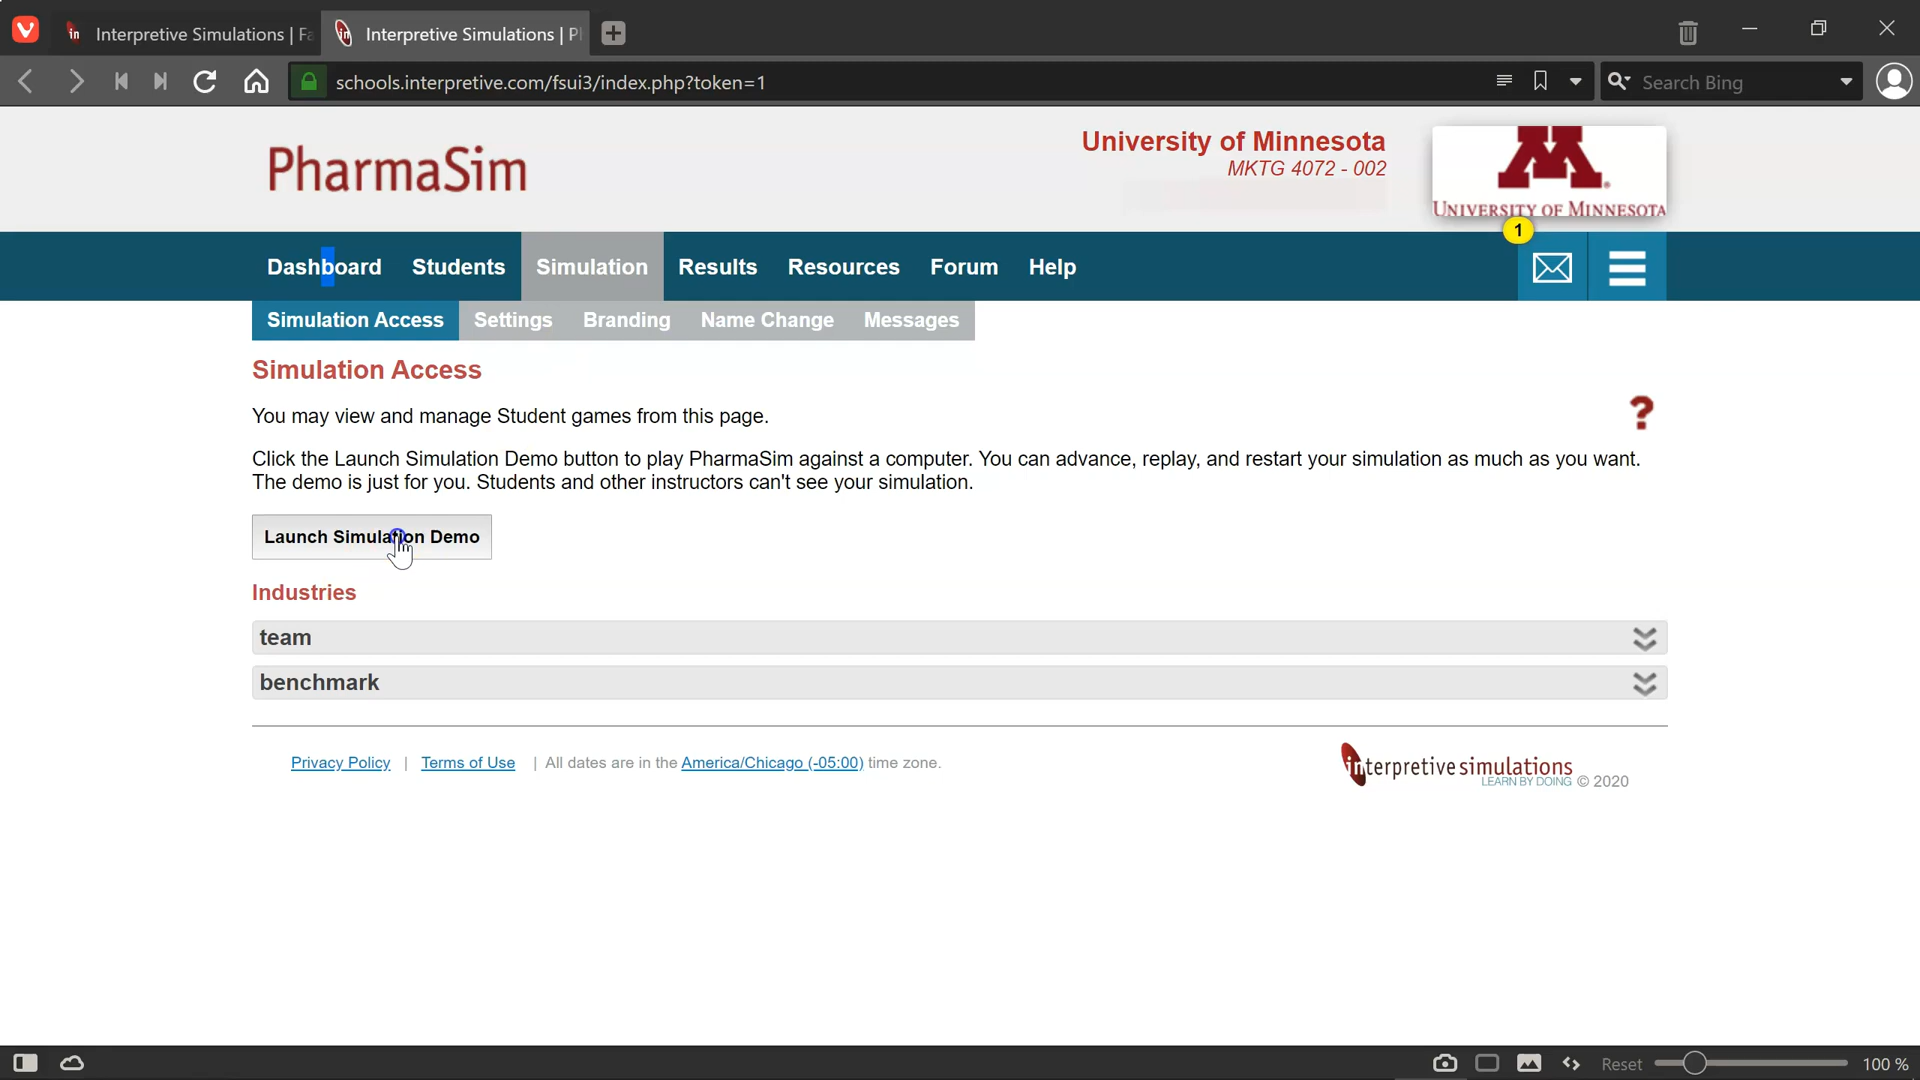 Interpretive Simulations | Fa
Interpretive Simulations | Pl
schools.interpretive.com/fsui3/index.php?token=1
Search Bing
PharmaSim
University of Minnesota
MKTG 4072 - 002
M
UNIVERSITY OF MINNESOTA
1
Dashboard Students Simulation Results Resources Forum Help
Simulation Access Settings Branding Name Change Messages
Simulation Access
You may view and manage Student games from this page.
?
Click the Launch Simulation Demo button to play PharmaSim against a computer. You can advance, replay, and restart your simulation as much as you want.
The demo is just for you. Students and other instructors can't see your simulation.
Launch Simulation Demo
Industries
team
benchmark
Privacy Policy | Terms of Use | All dates are in the America/Chicago (-05:00) time zone.
interpretive simulations
LEARN BY DOING © 2020
Reset 100 %